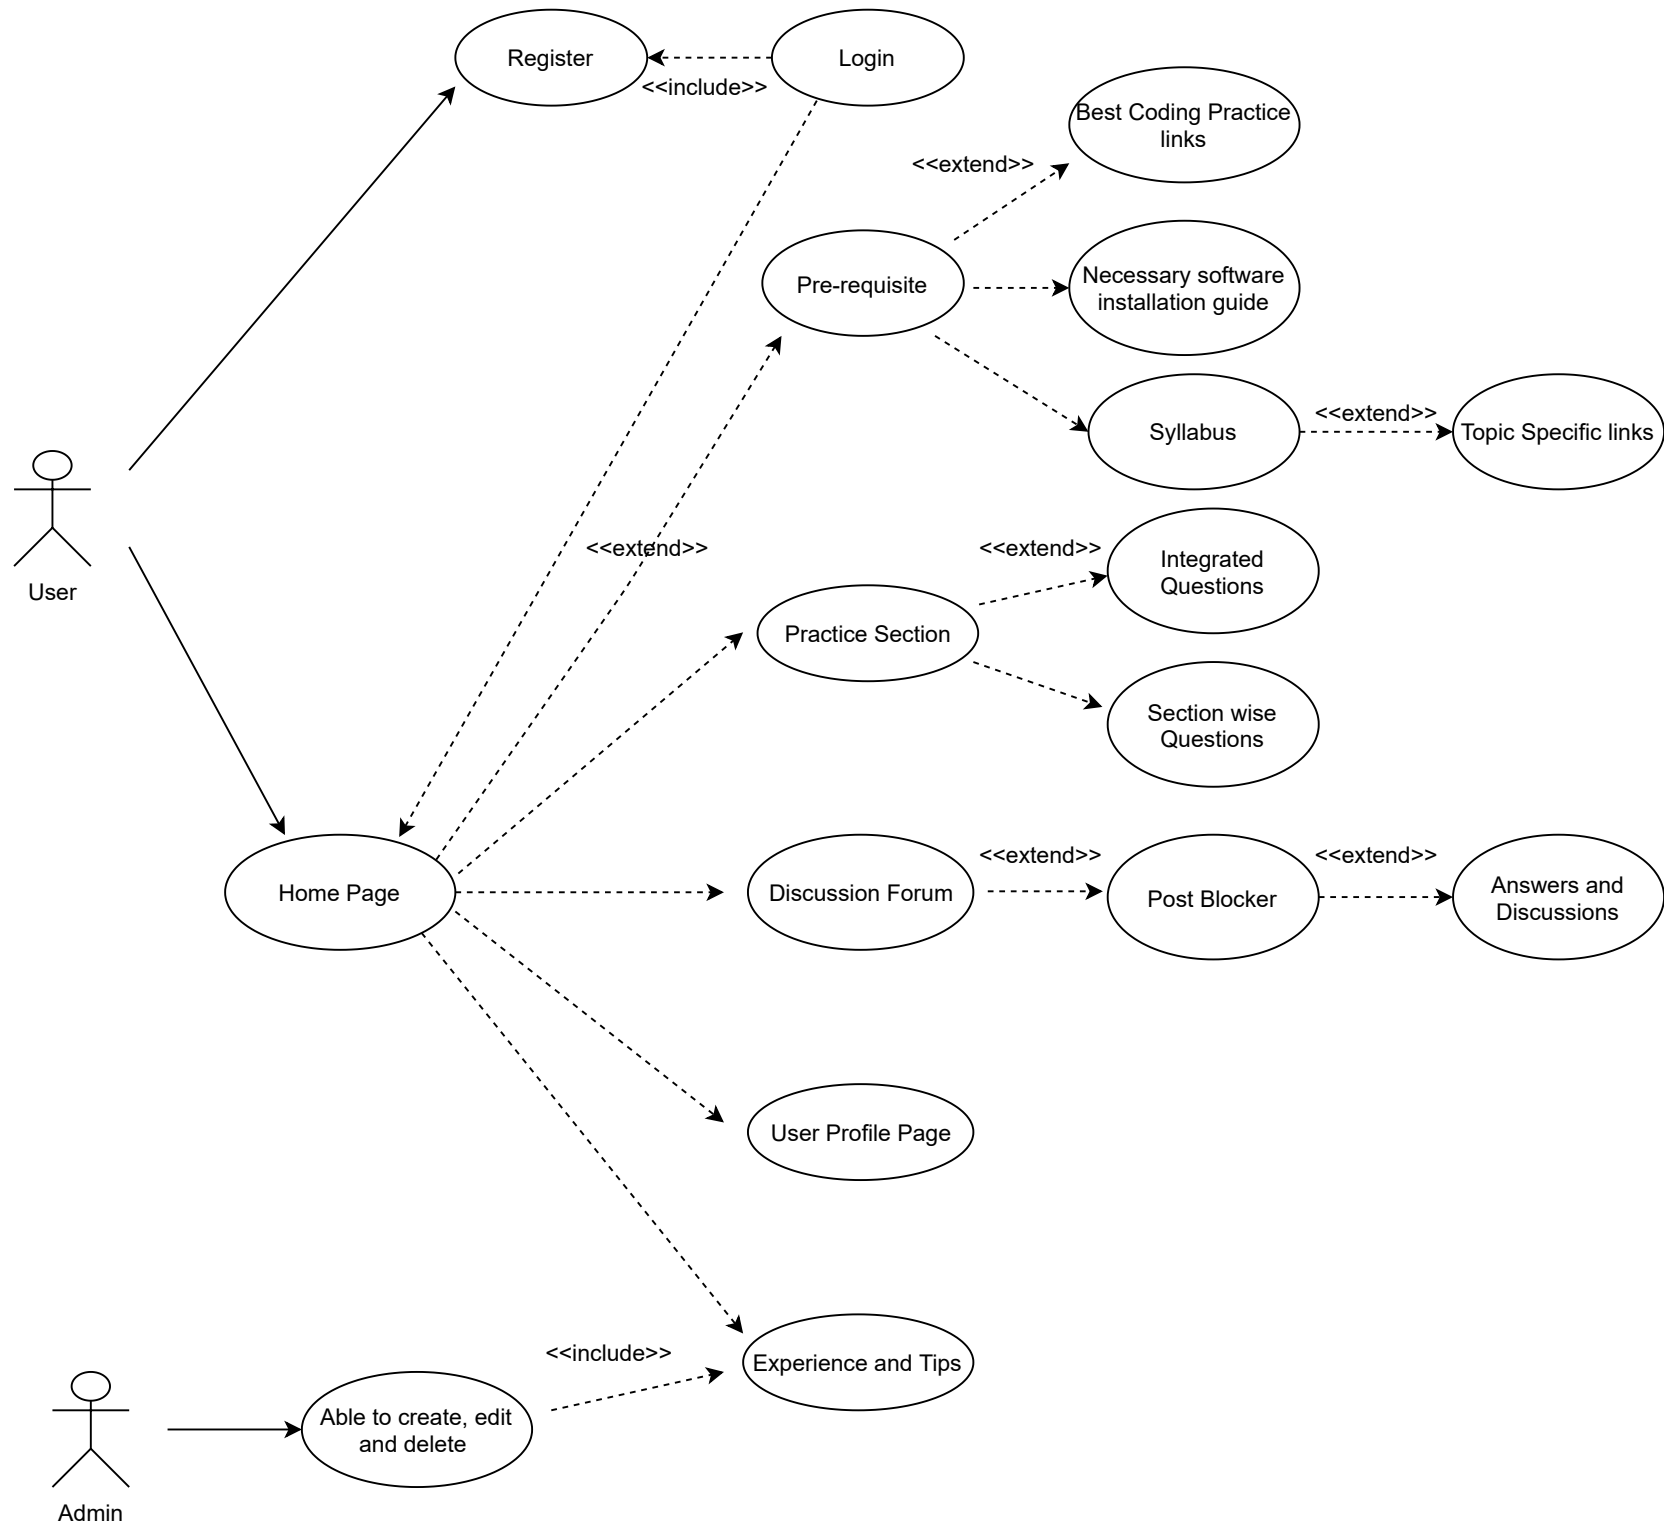 Register
Login
<<include>>
Best Coding Practice
links
<<extend>>
Pre-requisite
Necessary software
installation guide
Syllabus
<<extend>>
Topic Specific links
User
<<extend>>
<<extend>>
Integrated
Questions
Practice Section
Section wise
Questions
Home Page
Discussion Forum
<<extend>>
Post Blocker
<<extend>>
Answers and
Discussions
User Profile Page
Experience and Tips
<<include>>
Able to create, edit
and delete
Admin